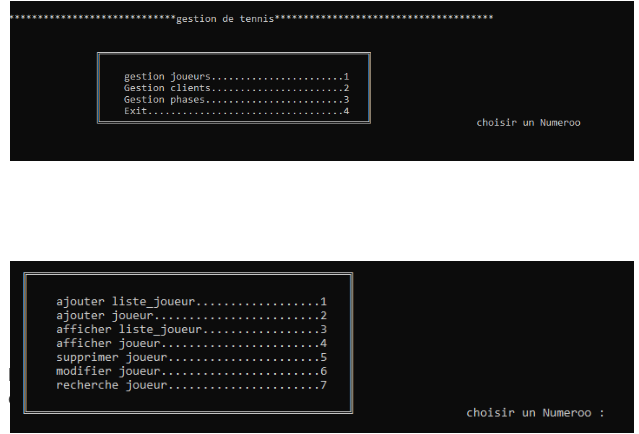 *****************************gestion de tennis**************************************
gestion joueurs.......................1
Gestion clients.......................2
Gestion phases........................3
Exit..................................4
choisir un Numeroo
ajouter liste_joueur..................1
ajouter joueur........................2
afficher liste_joueur.................3
afficher joueur.......................4
supprimer joueur......................5
modifier joueur.......................6
recherche joueur......................7
choisir un Numeroo :